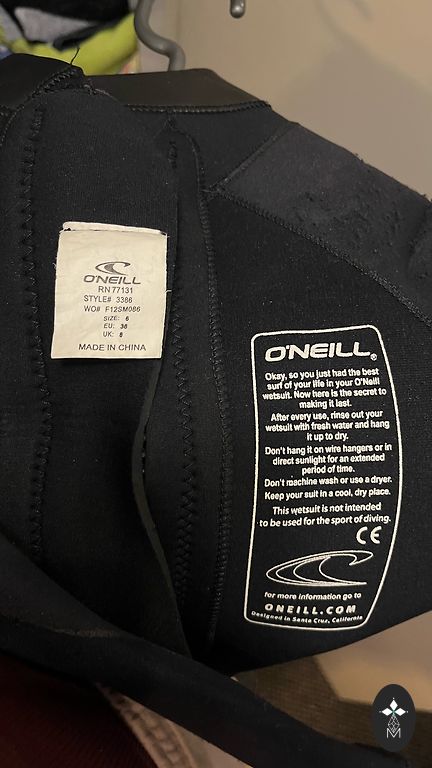 O'NEILL
RN 77131
STYLE# 3386
WO# F12SM086
SIZE: 6
EU: 36
UK: 8
MADE IN CHINA
O'NEILL®
Okay, so you just had the best
surf of your life in your O'Neill
wetsuit. Now here is the secret to
making it last.
After every use, rinse out your
wetsuit with fresh water and hang
it up to dry.
Don't hang it on wire hangers or in
direct sunlight for an extended
period of time.
Don't machine wash or use a dryer.
Keep your suit in a cool, dry place.
This wetsuit is not intended
to be used for the sport of diving.
CE
for more information go to
ONEILL.COM
Designed in Santa Cruz, California
M